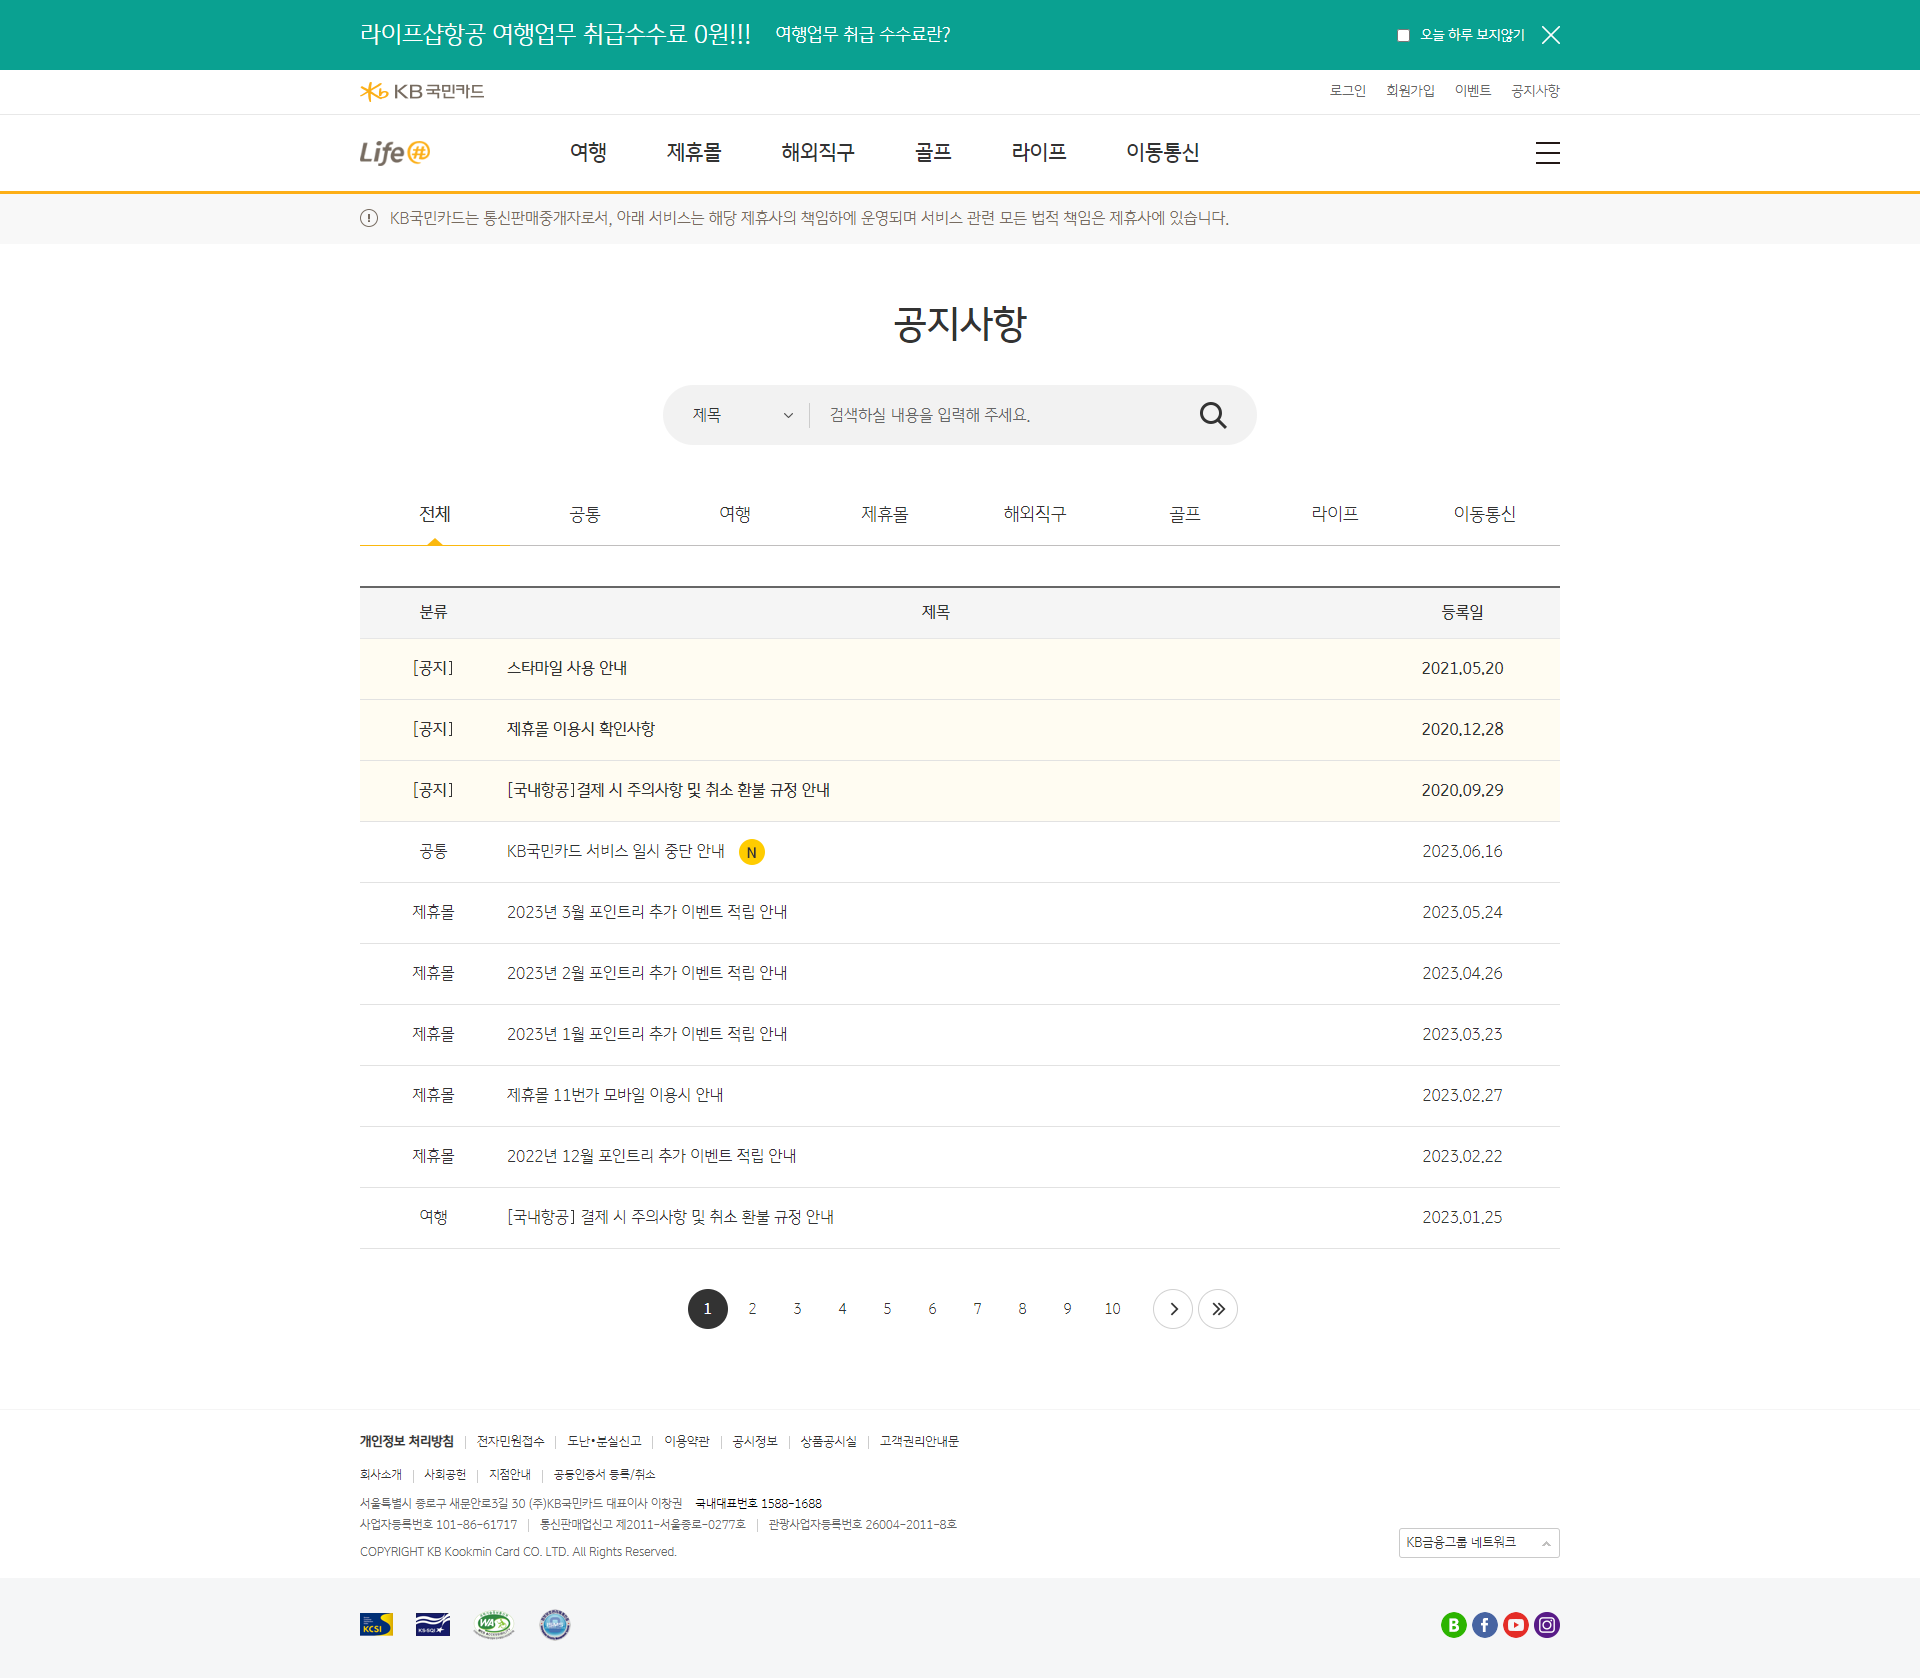 라이프샵항공 여행업무 취급수수료 0원!!! 여행업무 취급 수수료란? 오늘 하루 보지않기
KB국민카드 로그인 회원가입 이벤트 공지사항
Life@ 여행 제휴몰 해외직구 골프 라이프 이동통신
KB국민카드는 통신판매중개자로서, 아래 서비스는 해당 제휴사의 책임하에 운영되며 서비스 관련 모든 법적 책임은 제휴사에 있습니다.
공지사항
제목 검색하실 내용을 입력해 주세요.
전체 공통 여행 제휴몰 해외직구 골프 라이프 이동통신
분류 제목 등록일
[공지] 스타마일 사용 안내 2021.05.20
[공지] 제휴몰 이용시 확인사항 2020.12.28
[공지] [국내항공]결제 시 주의사항 및 취소 환불 규정 안내 2020.09.29
공통 KB국민카드 서비스 일시 중단 안내 N 2023.06.16
제휴몰 2023년 3월 포인트리 추가 이벤트 적립 안내 2023.05.24
제휴몰 2023년 2월 포인트리 추가 이벤트 적립 안내 2023.04.26
제휴몰 2023년 1월 포인트리 추가 이벤트 적립 안내 2023.03.23
제휴몰 제휴몰 11번가 모바일 이용시 안내 2023.02.27
제휴몰 2022년 12월 포인트리 추가 이벤트 적립 안내 2023.02.22
여행 [국내항공] 결제 시 주의사항 및 취소 환불 규정 안내 2023.01.25
1 2 3 4 5 6 7 8 9 10
개인정보 처리방침 전자민원접수 도난•분실신고 이용약관 공시정보 상품공시실 고객권리안내문
회사소개 사회공헌 지점안내 공동인증서 등록/취소
서울특별시 종로구 새문안로3길 30 (주)KB국민카드 대표이사 이창권 국내대표번호 1588-1688
사업자등록번호 101-86-61717 통신판매업신고 제2011-서울종로-0277호 관광사업자등록번호 26004-2011-8호
COPYRIGHT KB Kookmin Card CO. LTD. All Rights Reserved.
KB금융그룹 네트워크
KCSI KS-SQI WA